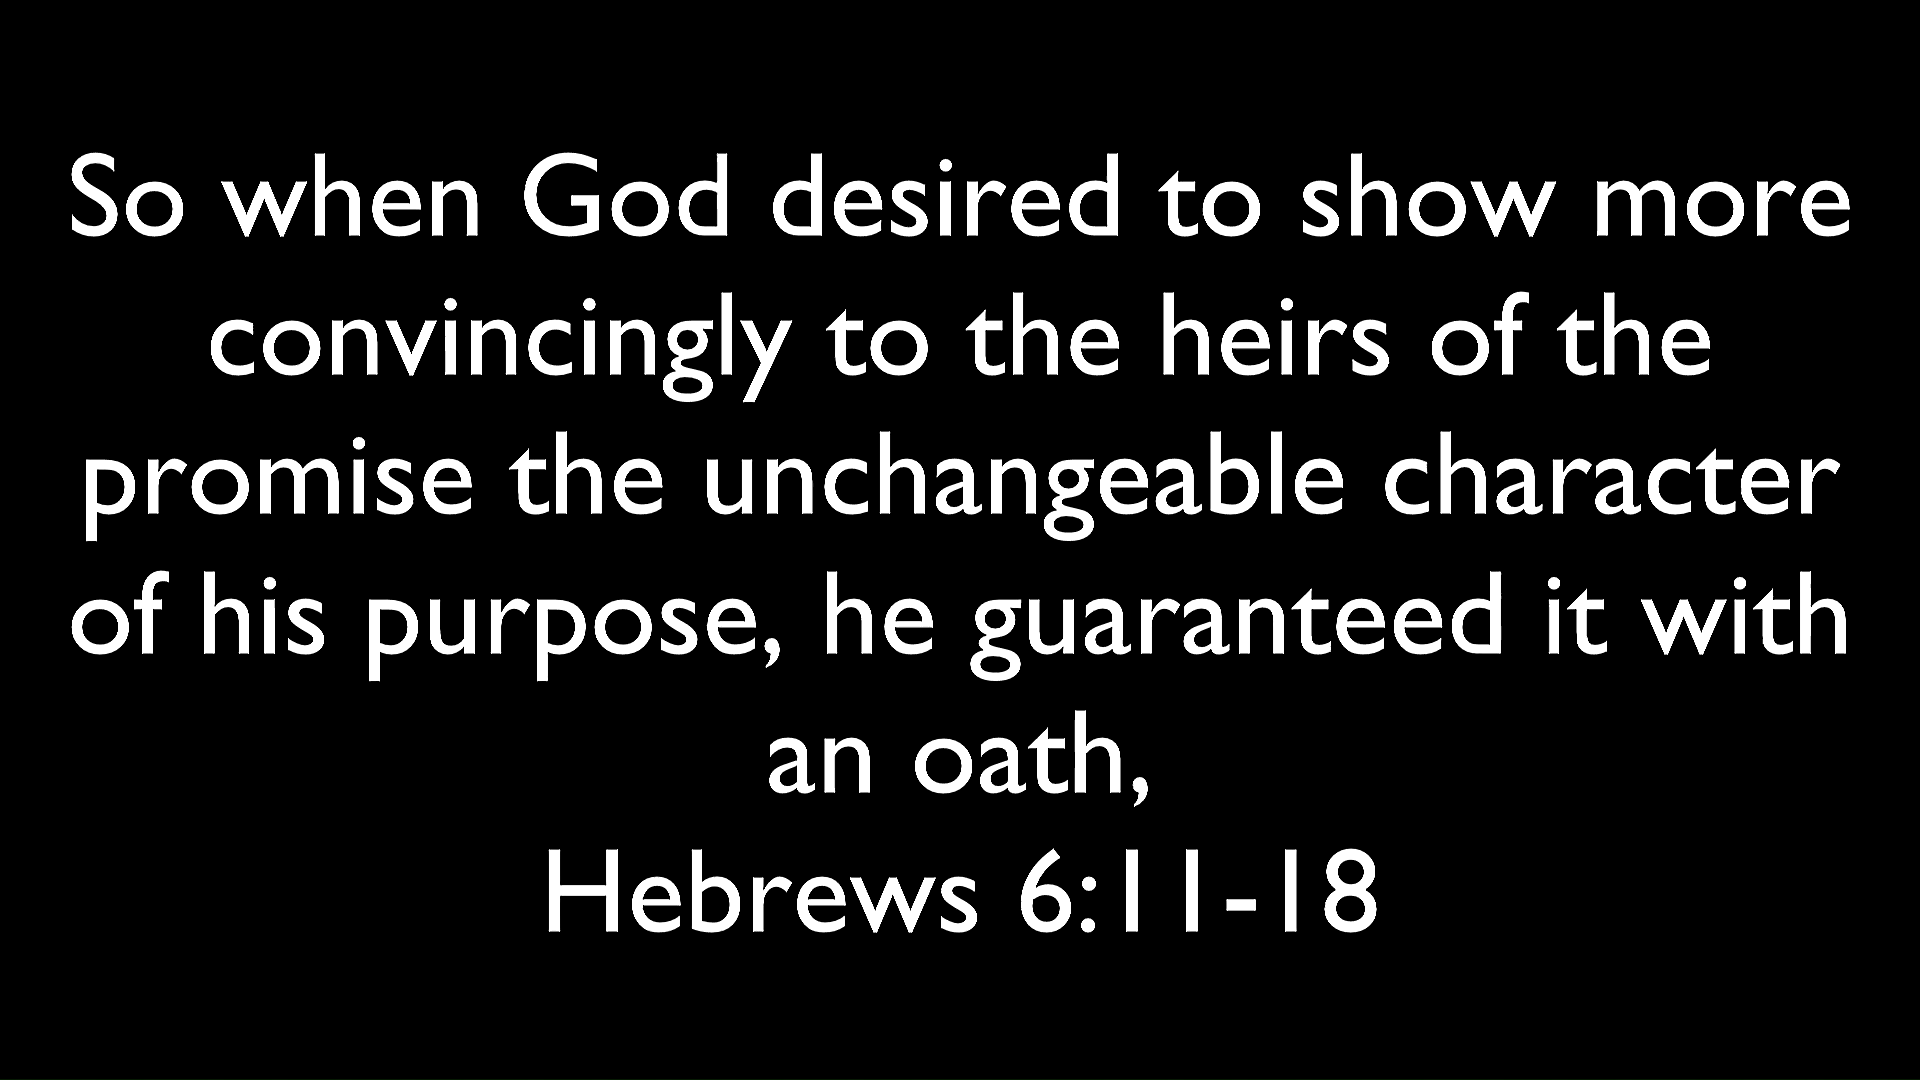 So when God desired to show more
convincingly to the heirs of the
promise the unchangeable character
of his purpose, he guaranteed it with
an oath,
Hebrews 6:11-18